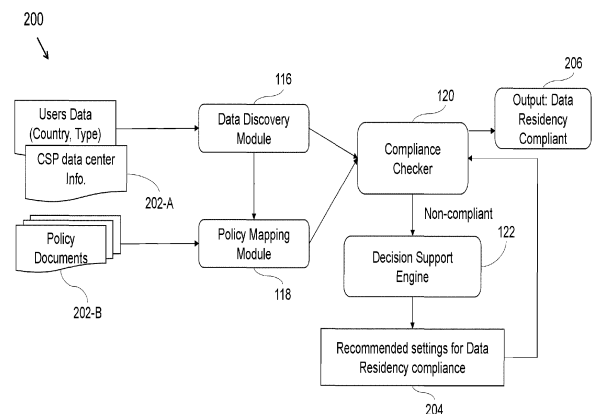 200
Users Data
(Country, Type)
CSP data center
Info.
202-A
Policy
Documents
202-B
116
Data Discovery
Module
Policy Mapping
Module
118
120
Compliance
Checker
206
Output: Data
Residency
Compliant
Non-compliant
122
Decision Support
Engine
Recommended settings for Data
Residency compliance
204